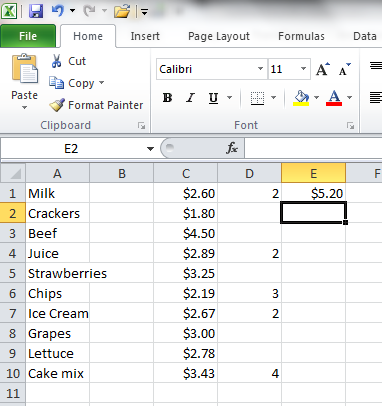 File Home Insert Page Layout Formulas Data
Cut
Calibri 11 A A
Copy
Paste
Format Painter
B I U A
Clipboard Font
E2 fx
A B C D E F
1 Milk $2.60 2 $5.20
2 Crackers $1.80
3 Beef $4.50
4 Juice $2.89 2
5 Strawberries $3.25
6 Chips $2.19 3
7 Ice Cream $2.67 2
8 Grapes $3.00
9 Lettuce $2.78
10 Cake mix $3.43 4
11